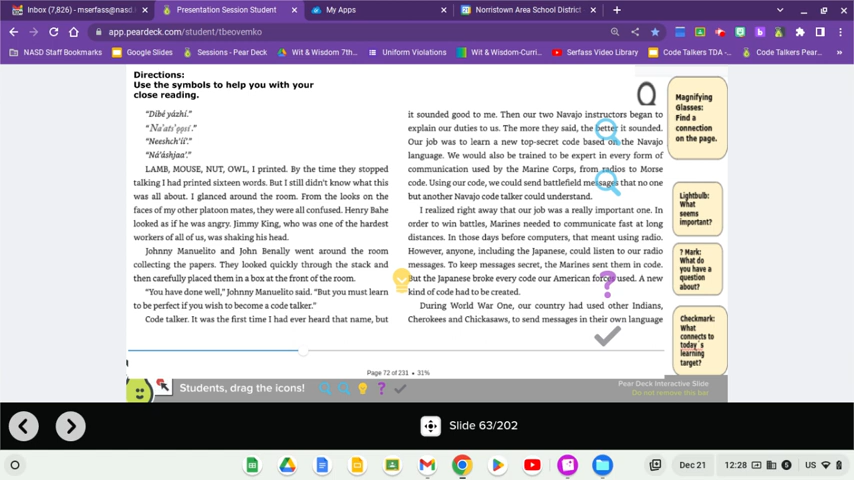 Inbox (7,826) - mserfass@nasd.
Presentation Session Student
My Apps
Norristown Area School District -
app.peardeck.com/student/tbeovemko
NASD Staff Bookmarks
Google Slides
Sessions - Pear Deck
Wit & Wisdom 7th...
Uniform Violations
Wit & Wisdom-Curri...
Serfass Video Library
Code Talkers TDA -...
Code Talkers Pear...
Directions:
Use the symbols to help you with your
close reading.
"Dibé yázhí."
"Na'ats'ǫǫsí."
"Neeshch'íí'."
"Ná'áshjaa'."
LAMB, MOUSE, NUT, OWL, I printed. By the time they stopped
talking I had printed sixteen words. But I still didn't know what this
was all about. I glanced around the room. From the looks on the
faces of my other platoon mates, they were all confused. Henry Bahe
looked as if he was angry. Jimmy King, who was one of the hardest
workers of all of us, was shaking his head.
Johnny Manuelito and John Benally went around the room
collecting the papers. They looked quickly through the stack and
then carefully placed them in a box at the front of the room.
"You have done well," Johnny Manuelito said. "But you must learn
to be perfect if you wish to become a code talker."
Code talker. It was the first time I had ever heard that name, but
it sounded good to me. Then our two Navajo instructors began to
explain our duties to us. The more they said, the better it sounded.
Our job was to learn a new top-secret code based on the Navajo
language. We would also be trained to be expert in every form of
communication used by the Marine Corps, from radios to Morse
code. Using our code, we could send battlefield messages that no one
but another Navajo code talker could understand.
I realized right away that our job was a really important one. In
order to win battles, Marines needed to communicate fast at long
distances. In those days before computers, that meant using radio.
However, anyone, including the Japanese, could listen to our radio
messages. To keep messages secret, the Marines sent them in code.
But the Japanese broke every code our American forces used. A new
kind of code had to be created.
During World War One, our country had used other Indians,
Cherokees and Chickasaws, to send messages in their own language
Page 72 of 231 • 31%
Magnifying
Glasses:
Find a
connection
on the page.
Lightbulb:
What
seems
important?
? Mark:
What do
you have a
question
about?
Checkmark:
What
connects to
today's
learning
target?
Students, drag the icons!
Pear Deck Interactive Slide
Do not remove this bar
Slide 63/202
Dec 21
12:28
US